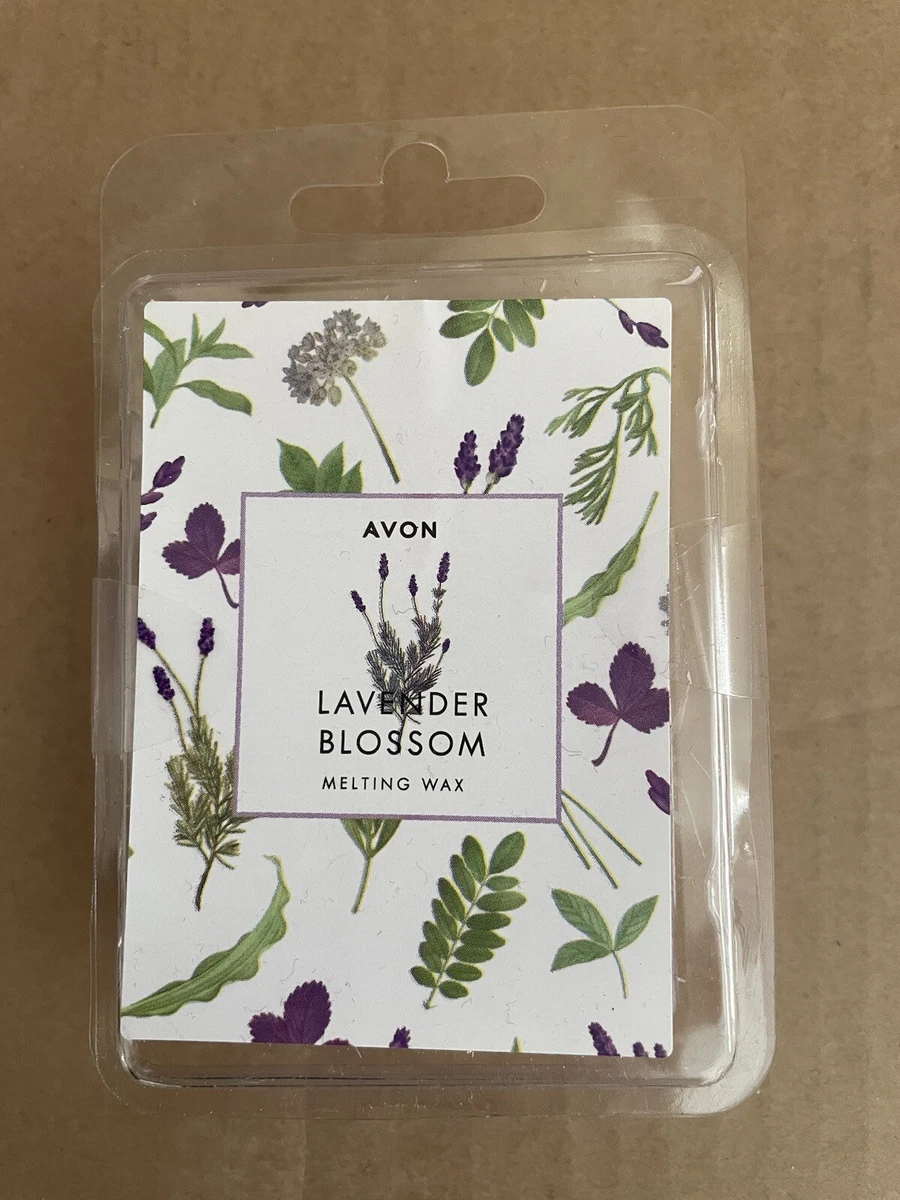 AVON
LAVENDER
BLOSSOM
MELTING WAX